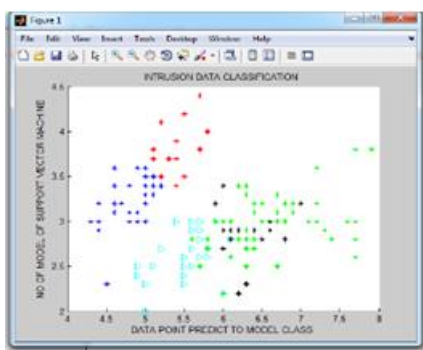 Figure 1
File Edit View Insert Tools Desktop Window Help
INTRUSION DATA CLASSIFICATION
NO OF MODEL OF SUPPORT VECTOR MACHINE
4.5
4
3.5
3
2.5
2
4 4.5 5 5.5 6 6.5 7 7.5 8
DATA POINT PREDICT TO MODEL CLASS